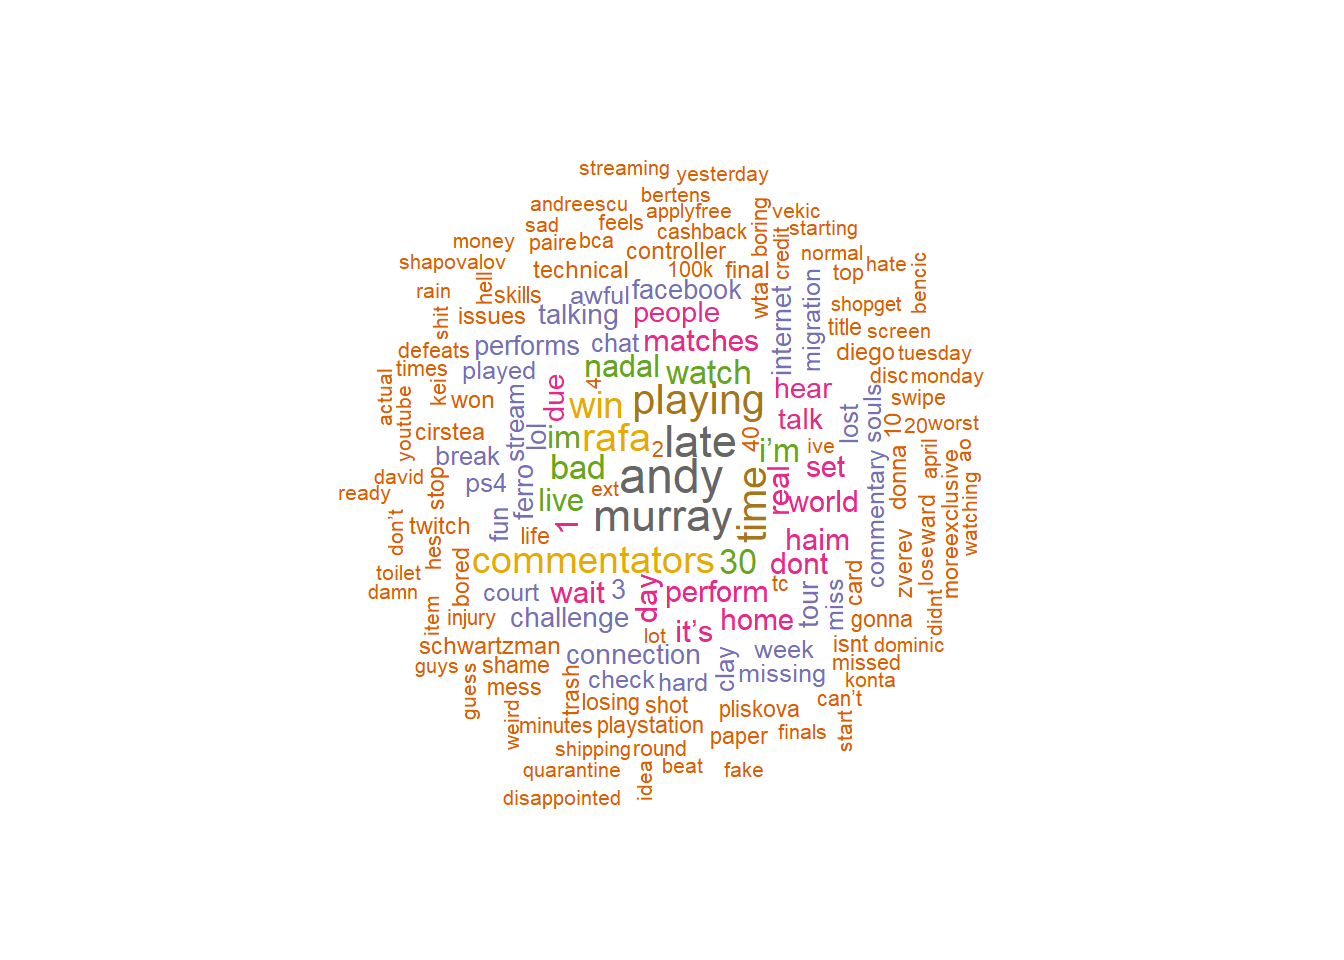 streaming
yesterday
bertens
andreescu
applyfree
boring
vekic
sad
feels
cashback
starting
money
paire
bca
controller
credit
normal
shapovalov
technical
100k
final
wta
top
hate
bencic
rain
hell
skills
awful
facebook
internet
migration
shopget
shit
issues
talking
people
title
screen
defeats
performs
chat
matches
diego
tuesday
times
played
nadal
watch
disc
monday
actual
youtube
kei
won
due
win
4
playing
hear
souls
swipe
cirstea
stream
lol
im
rafa
2
late
40
i’m
talk
ive
lost
10
20
worst
break
bad
andy
real
set
commentary
donna
april
ao
david
ready
stop
ps4
ferro
live
ext
time
world
moreexclusive
watching
don’t
twitch
fun
life
1
murray
haim
zverev
loseward
hes
commentators
30
dont
toilet
damn
bored
court
wait
3
day
perform
tc
tour
miss
card
didnt
item
injury
challenge
it’s
home
gonna
schwartzman
lot
connection
clay
week
isnt
dominic
guys
guess
shame
mess
trash
check
hard
missing
missed
konta
losing
shot
pliskova
can’t
weird
minutes
playstation
paper
finals
start
shipping
round
quarantine
idea
beat
fake
disappointed